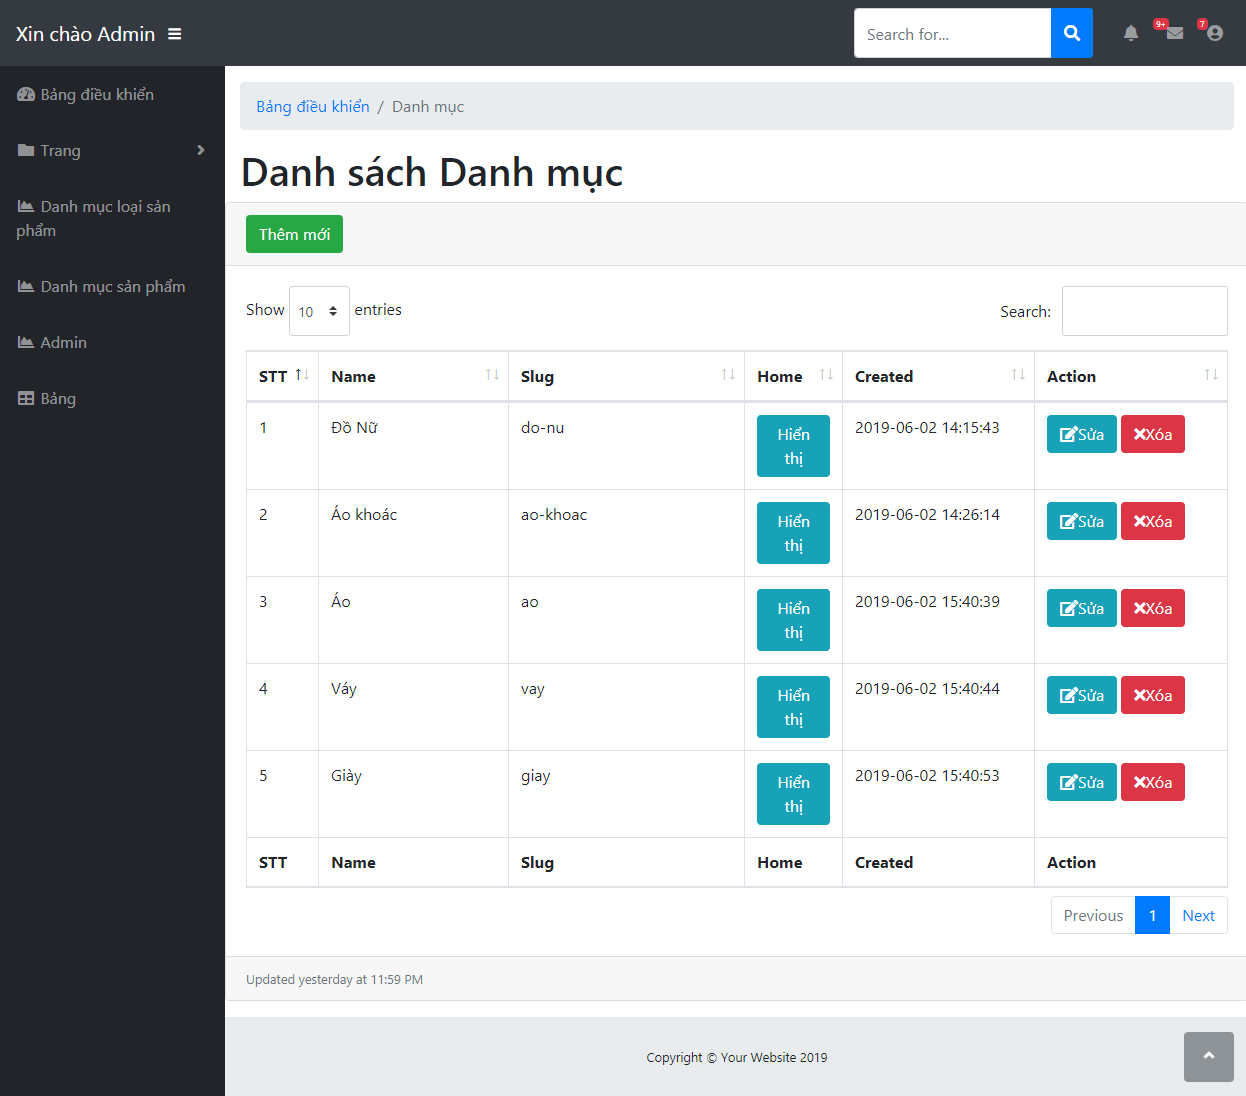 Xin chào Admin
Search for...
9+
7
Bảng điều khiển
Trang
Danh mục loại sản
phẩm
Danh mục sản phẩm
Admin
Bảng
Bảng điều khiển / Danh mục
Danh sách Danh mục
Thêm mới
Show 10 entries
Search:
STT Name Slug Home Created Action
1 Đồ Nữ do-nu Hiển thị 2019-06-02 14:15:43 Sửa Xóa
2 Áo khoác ao-khoac Hiển thị 2019-06-02 14:26:14 Sửa Xóa
3 Áo ao Hiển thị 2019-06-02 15:40:39 Sửa Xóa
4 Váy vay Hiển thị 2019-06-02 15:40:44 Sửa Xóa
5 Giày giay Hiển thị 2019-06-02 15:40:53 Sửa Xóa
STT Name Slug Home Created Action
Previous 1 Next
Updated yesterday at 11:59 PM
Copyright © Your Website 2019